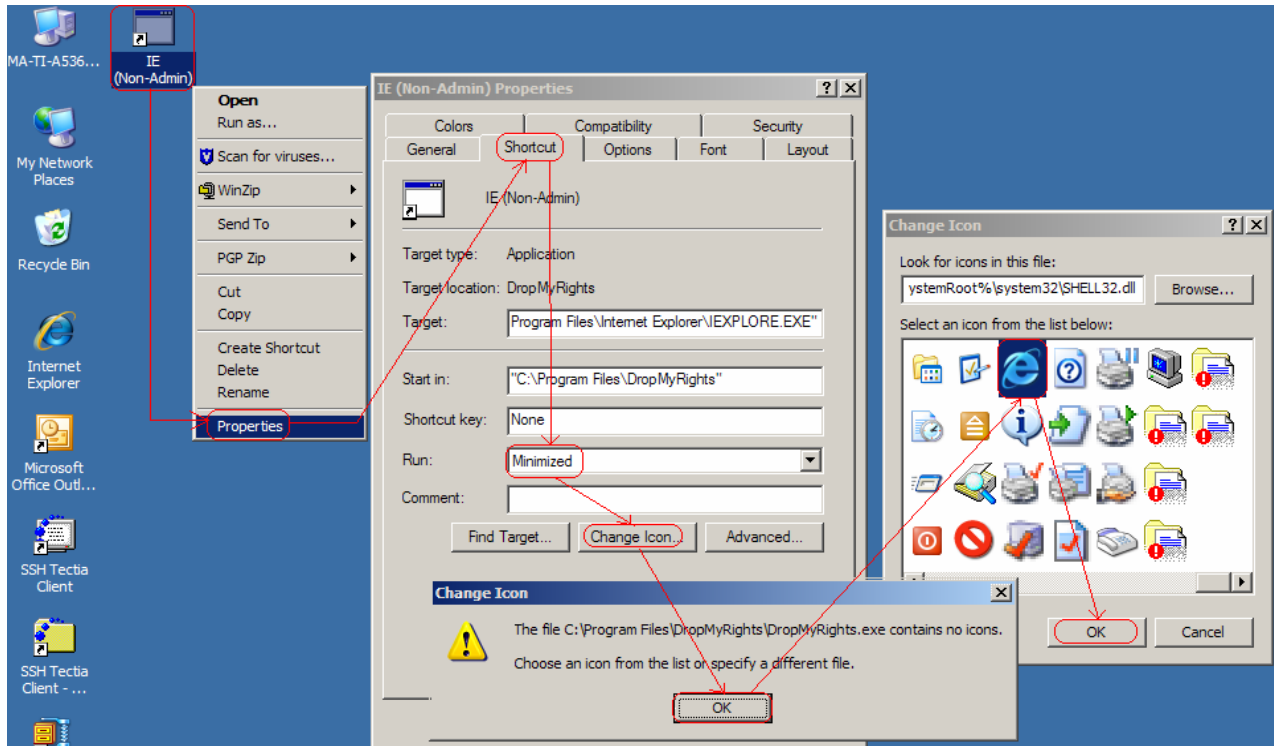 MA-TI-A536...
IE
(Non-Admin)
My Network
Places
Recycle Bin
Internet
Explorer
Microsoft
Office Outl...
SSH Tectia
Client
SSH Tectia
Client - ...
Open
Run as...
Scan for viruses...
WinZip
Send To
PGP Zip
Cut
Copy
Create Shortcut
Delete
Rename
Properties
IE (Non-Admin) Properties
Colors Compatibility Security
General Shortcut Options Font Layout
IE (Non-Admin)
Target type: Application
Target location: DropMyRights
Target: Program Files\Internet Explorer\IEXPLORE.EXE"
Start in: "C:\Program Files\DropMyRights"
Shortcut key: None
Run: Minimized
Comment:
Find Target... Change Icon... Advanced...
Change Icon
The file C:\Program Files\DropMyRights\DropMyRights.exe contains no icons.
Choose an icon from the list or specify a different file.
OK
Change Icon
Look for icons in this file:
ystemRoot%\system32\SHELL32.dll Browse...
Select an icon from the list below:
OK Cancel